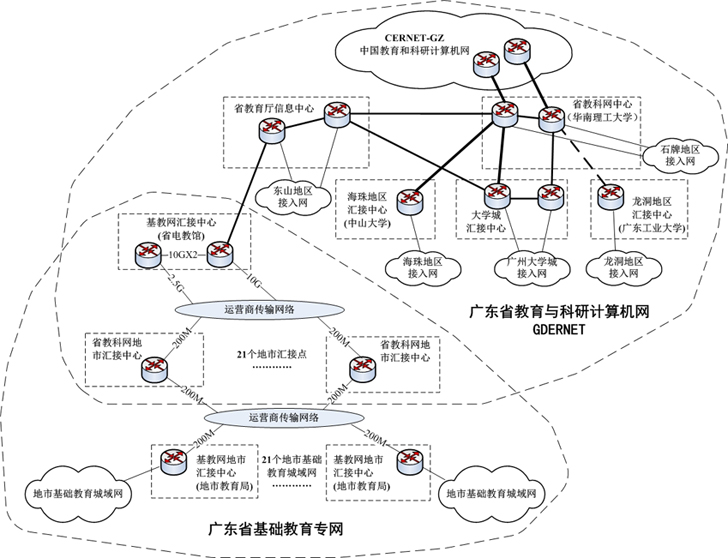 CERNET-GZ
中国教育和科研计算机网
省教育厅信息中心
省教科网中心
（华南理工大学）
石牌地区
接入网
东山地区
接入网
海珠地区
汇接中心
(中山大学)
大学城
汇接中心
龙洞地区
汇接中心
(广东工业大学)
基教网汇接中心
(省电教馆)
10GX2
海珠地区
接入网
广州大学城
接入网
龙洞地区
接入网
2.5G
10G
运营商传输网络
广东省教育与科研计算机网
GDERNET
200M
200M
省教科网地
市汇接中心
21个地市汇接点
…………
省教科网地
市汇接中心
200M
200M
运营商传输网络
200M
200M
基教网地市
汇接中心
(地市教育局)
21个地市基础
教育城域网
…………
基教网地市
汇接中心
(地市教育局)
地市基础教育城域网
地市基础教育城域网
广东省基础教育专网